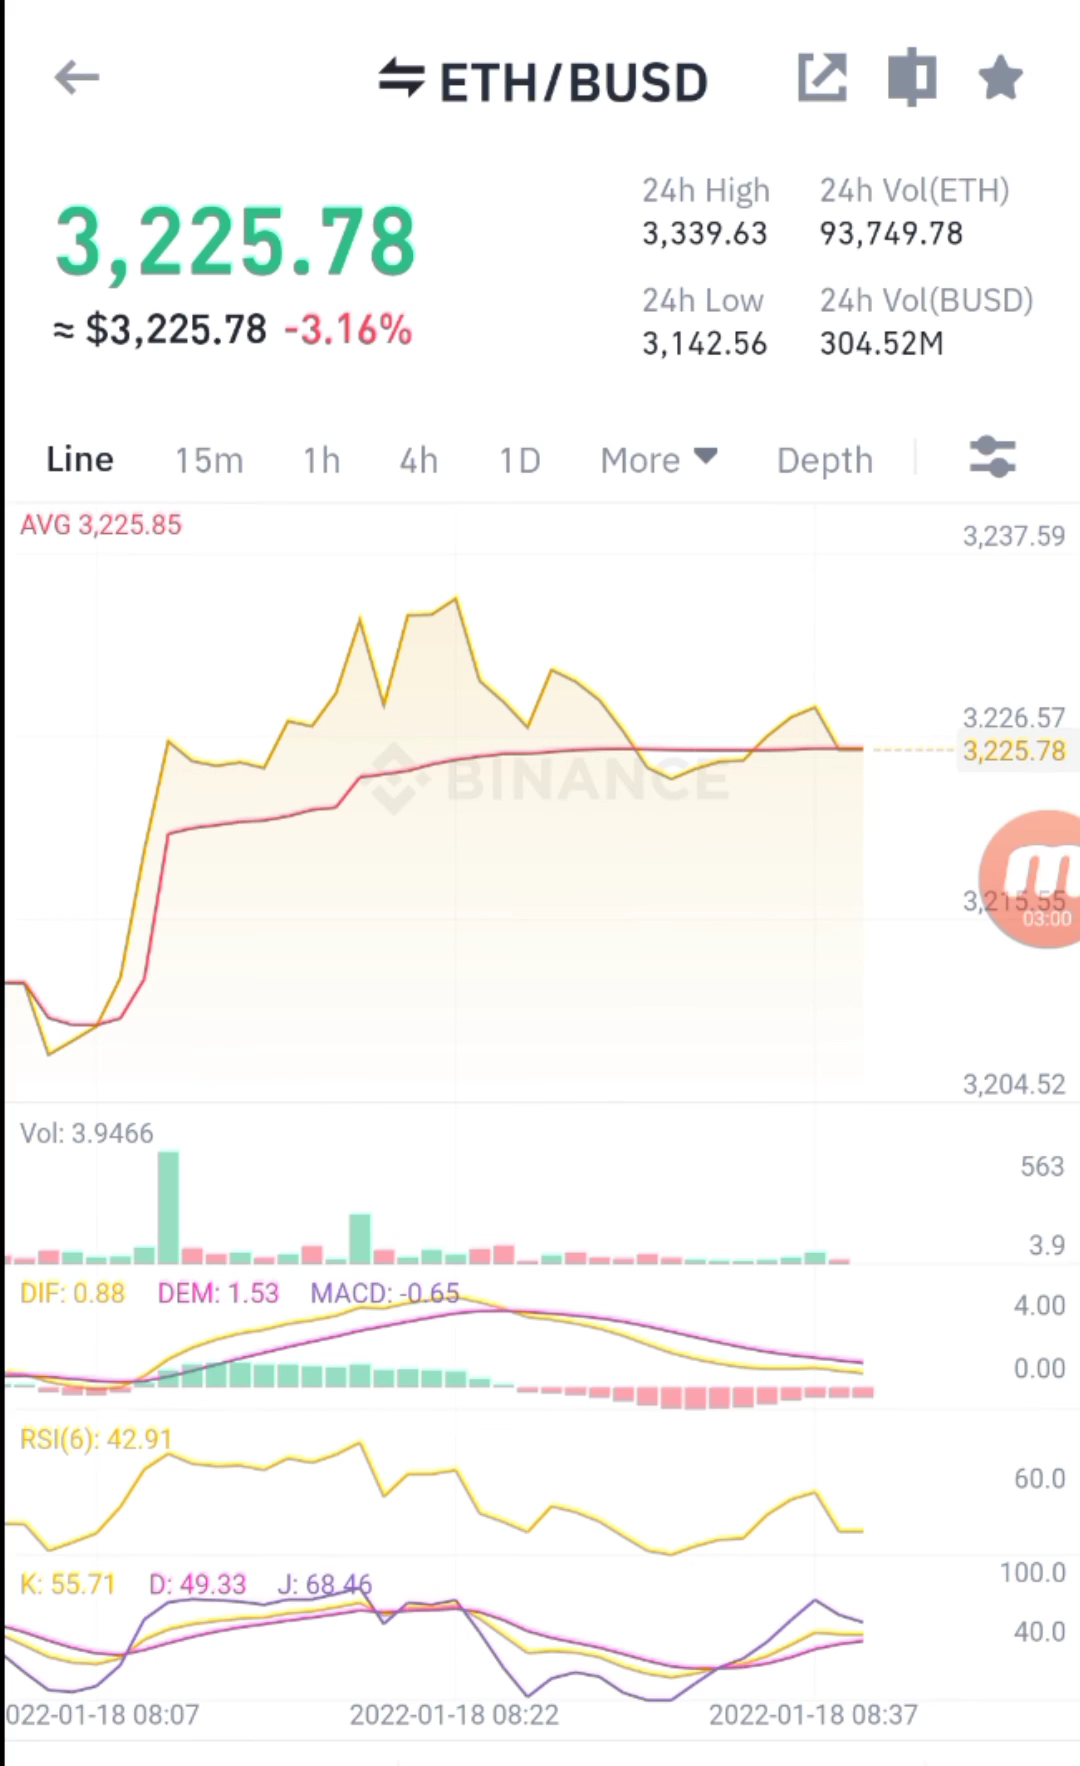 ETH/BUSD
3,225.78
≈ $3,225.78 -3.16%
24h High
3,339.63
24h Vol(ETH)
93,749.78
24h Low
3,142.56
24h Vol(BUSD)
304.52M
Line 15m 1h 4h 1D More Depth
AVG 3,225.85
3,237.59
3,226.57
3,225.78
BINANCE
3,215.55
03:00
3,204.52
Vol: 3.9466
563
3.9
DIF: 0.88 DEM: 1.53 MACD: -0.65
4.00
0.00
RSI(6): 42.91
60.0
K: 55.71 D: 49.33 J: 68.46
100.0
40.0
022-01-18 08:07 2022-01-18 08:22 2022-01-18 08:37